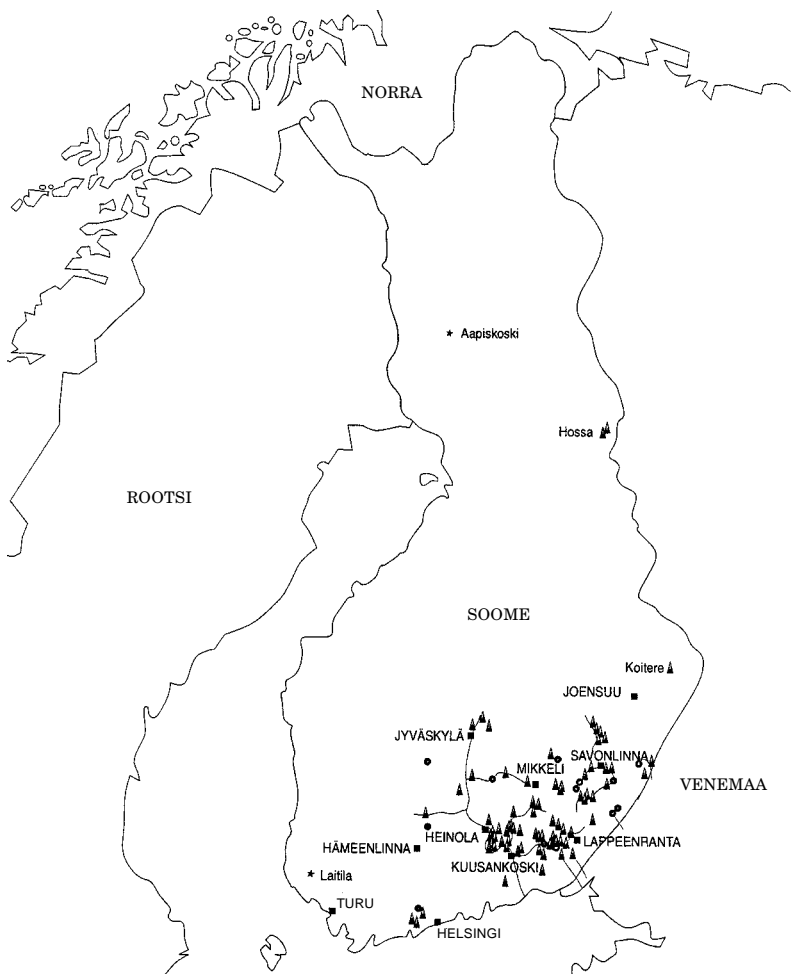 NORRA
Aapiskoski
Hossa
ROOTSI
SOOME
Koitere
JOENSUU
JYVÄSKYLÄ
SAVONLINNA
MIKKELI
VENEMAA
HEINOLA
LAPPEENRANTA
HÄMEENLINNA
KUUSANKOSKI
Laitila
TURU
HELSINGI